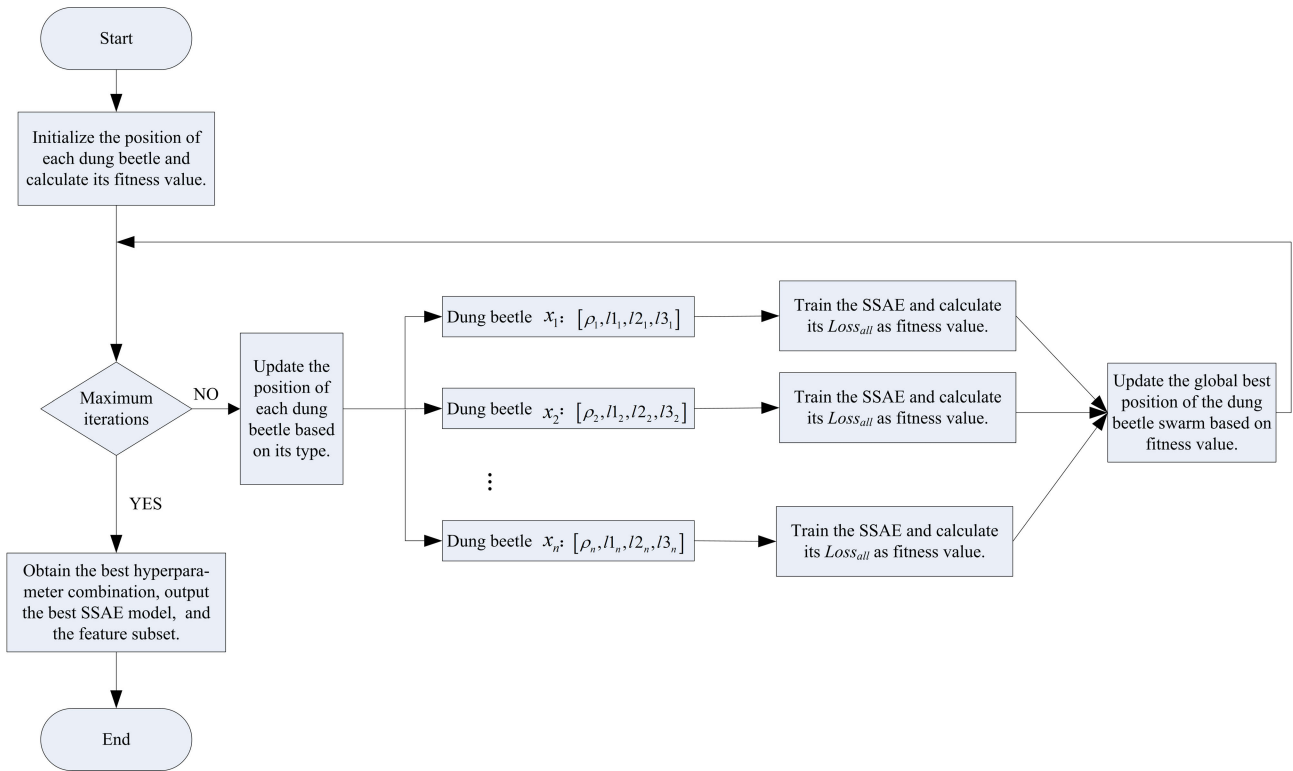 Start
Initialize the position of
each dung beetle and
calculate its fitness value.
Maximum
iterations
NO
YES
Update the
position of
each dung
beetle based
on its type.
Dung beetle x₁: [ρ₁,l1₁,l2₁,l3₁]
Train the SSAE and calculate
its Loss_all as fitness value.
Dung beetle x₂: [ρ₂,l1₂,l2₂,l3₂]
Train the SSAE and calculate
its Loss_all as fitness value.
⋮
Dung beetle xₙ: [ρₙ,l1ₙ,l2ₙ,l3ₙ]
Train the SSAE and calculate
its Loss_all as fitness value.
Update the global best
position of the dung
beetle swarm based on
fitness value.
Obtain the best hyperpara-
meter combination, output
the best SSAE model, and
the feature subset.
End